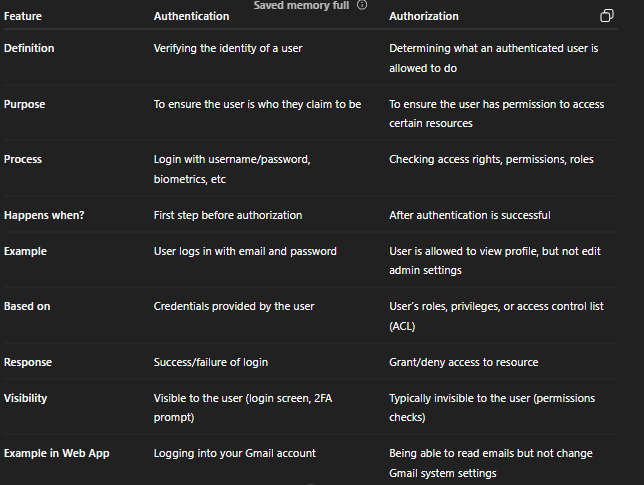 Saved memory full
Feature Authentication Authorization
Definition Verifying the identity of a user Determining what an authenticated user is
allowed to do
Purpose To ensure the user is who they claim to be To ensure the user has permission to access
certain resources
Process Login with username/password, Checking access rights, permissions, roles
biometrics, etc
Happens when? First step before authorization After authentication is successful
Example User logs in with email and password User is allowed to view profile, but not edit
admin settings
Based on Credentials provided by the user User's roles, privileges, or access control list
(ACL)
Response Success/failure of login Grant/deny access to resource
Visibility Visible to the user (login screen, 2FA Typically invisible to the user (permissions
prompt) checks)
Example in Web App Logging into your Gmail account Being able to read emails but not change
Gmail system settings